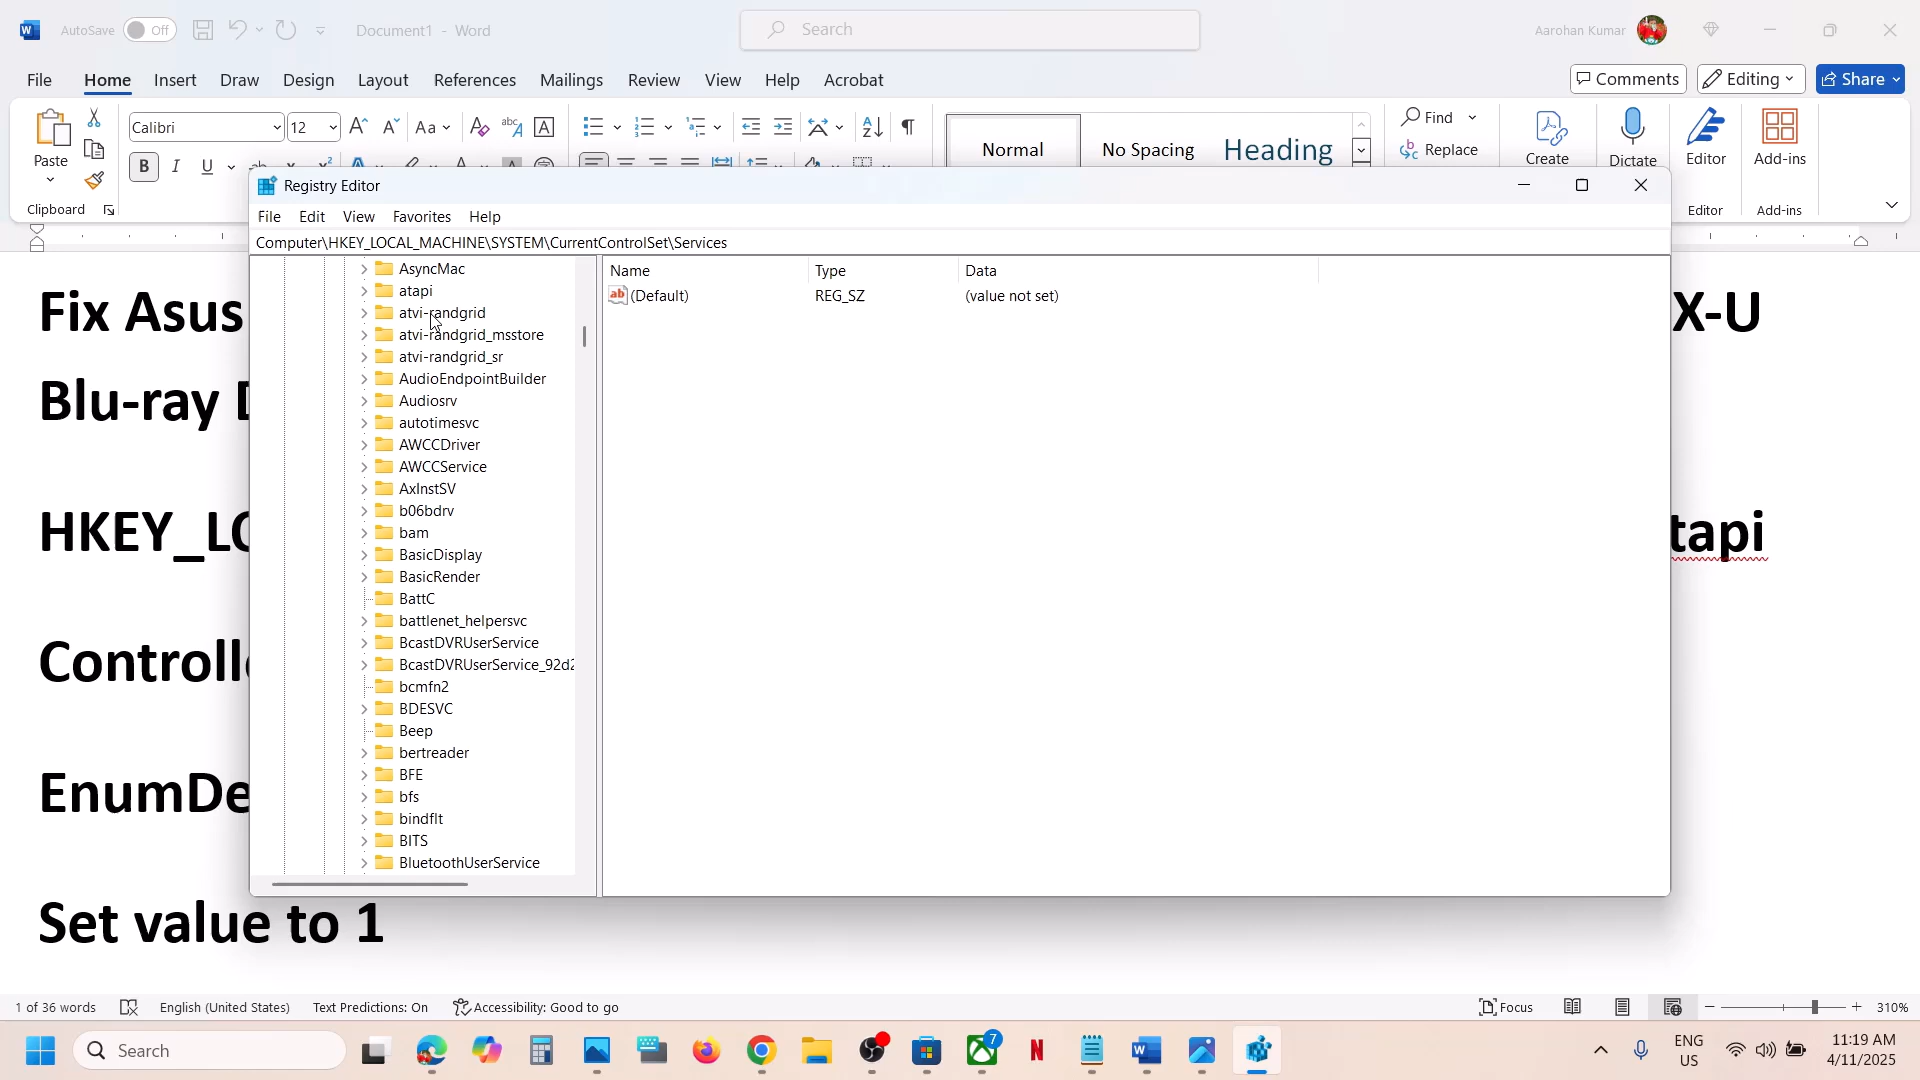 AutoSave Off Document1 - Word Search Aarohan Kumar
File Home Insert Draw Design Layout References Mailings Review View Help Acrobat Comments Editing Share
Paste Calibri 12 Aa Normal No Spacing Heading Find Replace Create Dictate Editor Add-ins
Clipboard Editor Add-ins
Registry Editor
File Edit View Favorites Help
Computer\HKEY_LOCAL_MACHINE\SYSTEM\CurrentControlSet\Services
Name Type Data
(Default) REG_SZ (value not set)
AsyncMac
atapi
atvi-randgrid
atvi-randgrid_msstore
atvi-randgrid_sr
AudioEndpointBuilder
Audiosrv
autotimesvc
AWCCDriver
AWCCService
AxInstSV
b06bdrv
bam
BasicDisplay
BasicRender
BattC
battlenet_helpersvc
BcastDVRUserService
BcastDVRUserService_92d2
bcmfn2
BDESVC
Beep
bertreader
BFE
bfs
bindflt
BITS
BluetoothUserService
Fix Asus X-U
Blu-ray
HKEY_LO tapi
Controlle
EnumDe
Set value to 1
1 of 36 words English (United States) Text Predictions: On Accessibility: Good to go Focus 310%
Search 7 ENG US 11:19 AM 4/11/2025